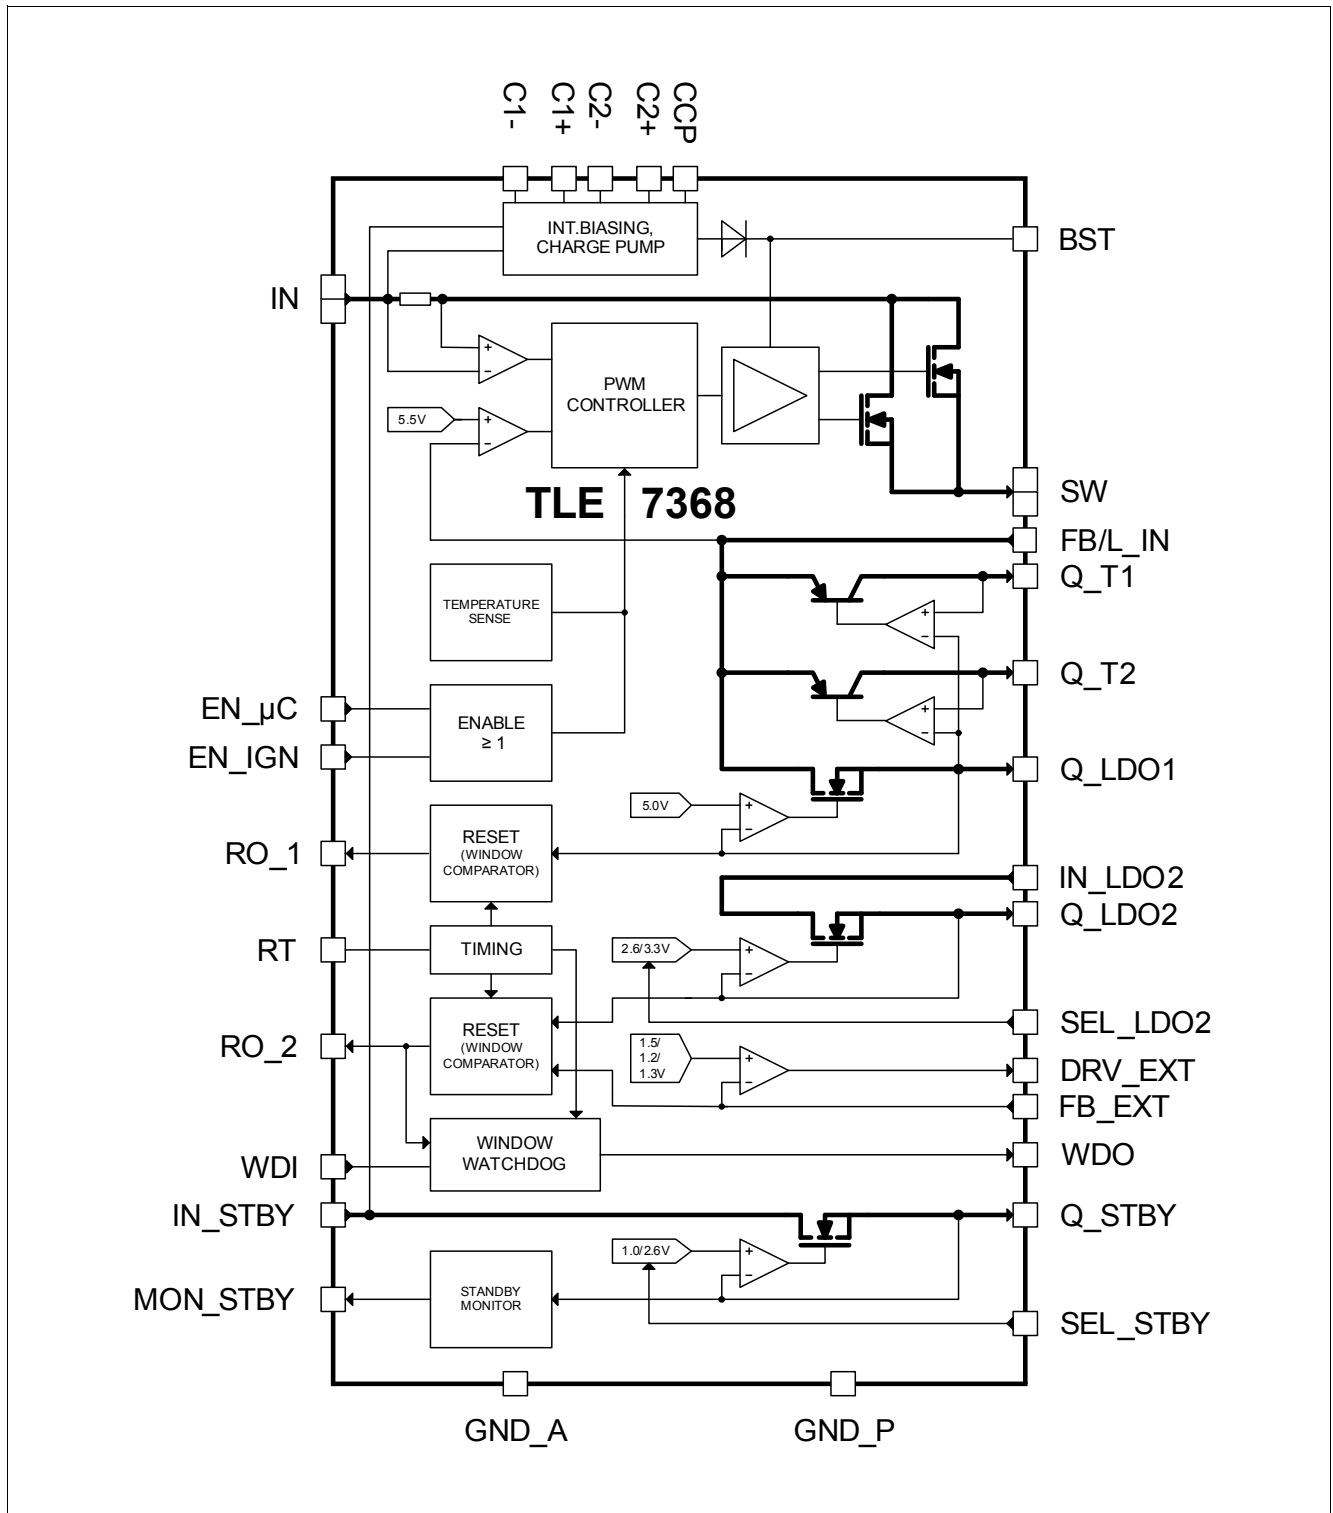 C1-
C1+
C2-
C2+
CCP
INT.BIASING,
CHARGE PUMP
BST
IN
+
−
PWM
CONTROLLER
5.5V
+
−
SW
TLE 7368
FB/L_IN
Q_T1
TEMPERATURE
SENSE
+
−
Q_T2
EN_µC
ENABLE
≥ 1
+
−
EN_IGN
Q_LDO1
5.0V
+
−
RO_1
RESET
(WINDOW
COMPARATOR)
IN_LDO2
Q_LDO2
RT
TIMING
2.6/3.3V
+
−
SEL_LDO2
RO_2
RESET
(WINDOW
COMPARATOR)
1.5/
1.2/
1.3V
+
−
DRV_EXT
FB_EXT
WINDOW
WATCHDOG
WDO
WDI
IN_STBY
Q_STBY
1.0/2.6V
+
−
MON_STBY
STANDBY
MONITOR
SEL_STBY
GND_A
GND_P